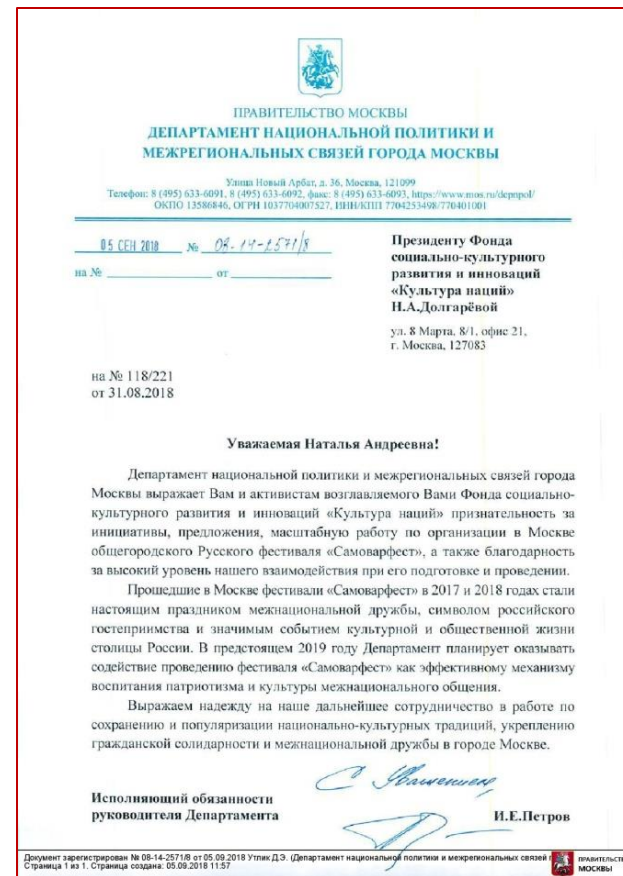 ПРАВИТЕЛЬСТВО МОСКВЫ
ДЕПАРТАМЕНТ НАЦИОНАЛЬНОЙ ПОЛИТИКИ И
МЕЖРЕГИОНАЛЬНЫХ СВЯЗЕЙ ГОРОДА МОСКВЫ
Улица Новый Арбат, д. 36, Москва, 121099
Телефон: 8 (495) 633-6091, 8 (495) 633-6092, факс: 8 (495) 633-6093, https://www.mos.ru/depnpol/
ОКПО 13586846, ОГРН 1037704007527, ИНН/КПП 7704253498/770401001
05 СЕН 2018 № 08-14-2571/8
на № от
Президенту Фонда
социально-культурного
развития и инноваций
«Культура наций»
Н.А.Долгарёвой
ул. 8 Марта, 8/1, офис 21,
г. Москва, 127083
на № 118/221
от 31.08.2018
Уважаемая Наталья Андреевна!
Департамент национальной политики и межрегиональных связей города
Москвы выражает Вам и активистам возглавляемого Вами Фонда социально-
культурного развития и инноваций «Культура наций» признательность за
инициативы, предложения, масштабную работу по организации в Москве
общегородского Русского фестиваля «Самоварфест», а также благодарность
за высокий уровень нашего взаимодействия при его подготовке и проведении.
Прошедшие в Москве фестивали «Самоварфест» в 2017 и 2018 годах стали
настоящим праздником межнациональной дружбы, символом российского
гостеприимства и значимым событием культурной и общественной жизни
столицы России. В предстоящем 2019 году Департамент планирует оказывать
содействие проведению фестиваля «Самоварфест» как эффективному механизму
воспитания патриотизма и культуры межнационального общения.
Выражаем надежду на наше дальнейшее сотрудничество в работе по
сохранению и популяризации национально-культурных традиций, укреплению
гражданской солидарности и межнациональной дружбы в городе Москве.
С Уважением
Исполняющий обязанности
руководителя Департамента
И.Е.Петров
Документ зарегистрирован № 08-14-2571/8 от 05.09.2018 Утлик Д.Э. (Департамент национальной политики и межрегиональных связей г
Страница 1 из 1. Страница создана: 05.09.2018 11:57
ПРАВИТЕЛЬСТВ
МОСКВЫ